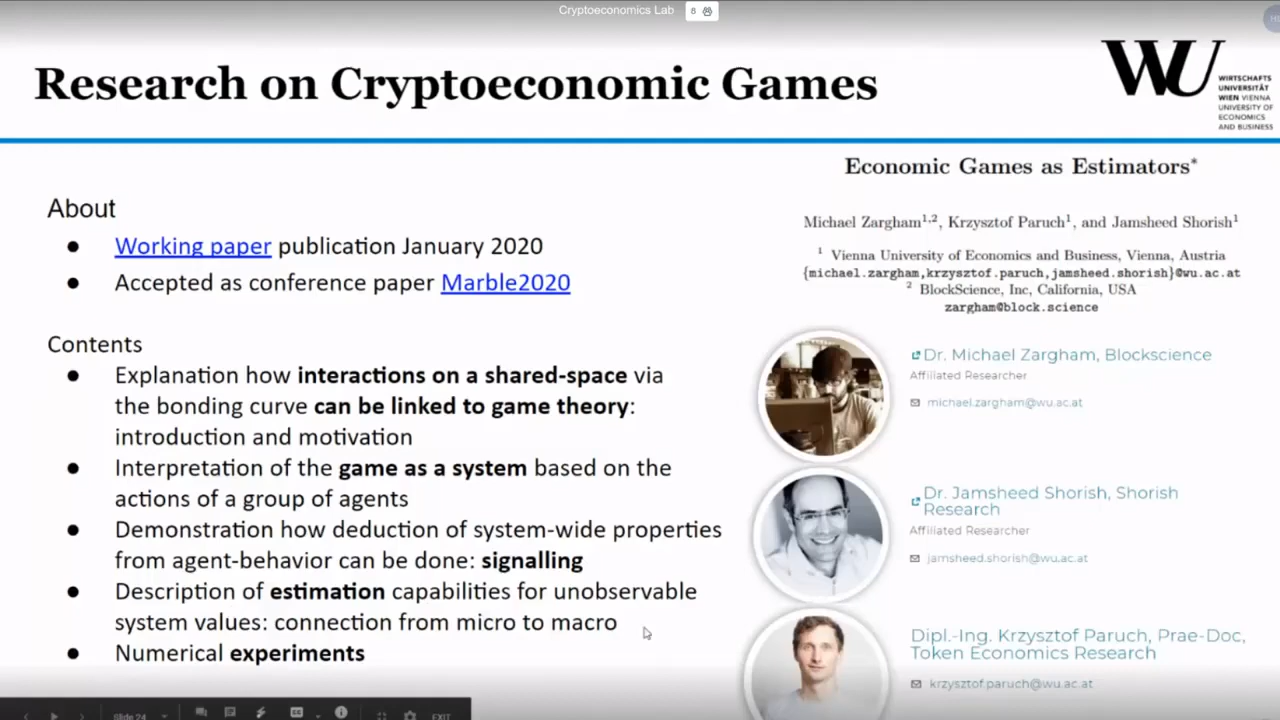 Cryptoeconomics Lab 8
Research on Cryptoeconomic Games
WU
WIRTSCHAFTS
UNIVERSITÄT
WIEN VIENNA
UNIVERSITY OF
ECONOMICS
AND BUSINESS
About
● Working paper publication January 2020
● Accepted as conference paper Marble2020
Contents
● Explanation how interactions on a shared-space via
the bonding curve can be linked to game theory:
introduction and motivation
● Interpretation of the game as a system based on the
actions of a group of agents
● Demonstration how deduction of system-wide properties
from agent-behavior can be done: signalling
● Description of estimation capabilities for unobservable
system values: connection from micro to macro
● Numerical experiments
Economic Games as Estimators*
Michael Zargham1,2, Krzysztof Paruch1, and Jamsheed Shorish1
1 Vienna University of Economics and Business, Vienna, Austria
{michael.zargham,krzysztof.paruch,jamsheed.shorish}@wu.ac.at
2 BlockScience, Inc, California, USA
zargham@block.science
Dr. Michael Zargham, Blockscience
Affiliated Researcher
michael.zargham@wu.ac.at
Dr. Jamsheed Shorish, Shorish
Research
Affiliated Researcher
jamsheed.shorish@wu.ac.at
Dipl.-Ing. Krzysztof Paruch, Prae-Doc,
Token Economics Research
krzysztof.paruch@wu.ac.at
Slide 24
EXIT